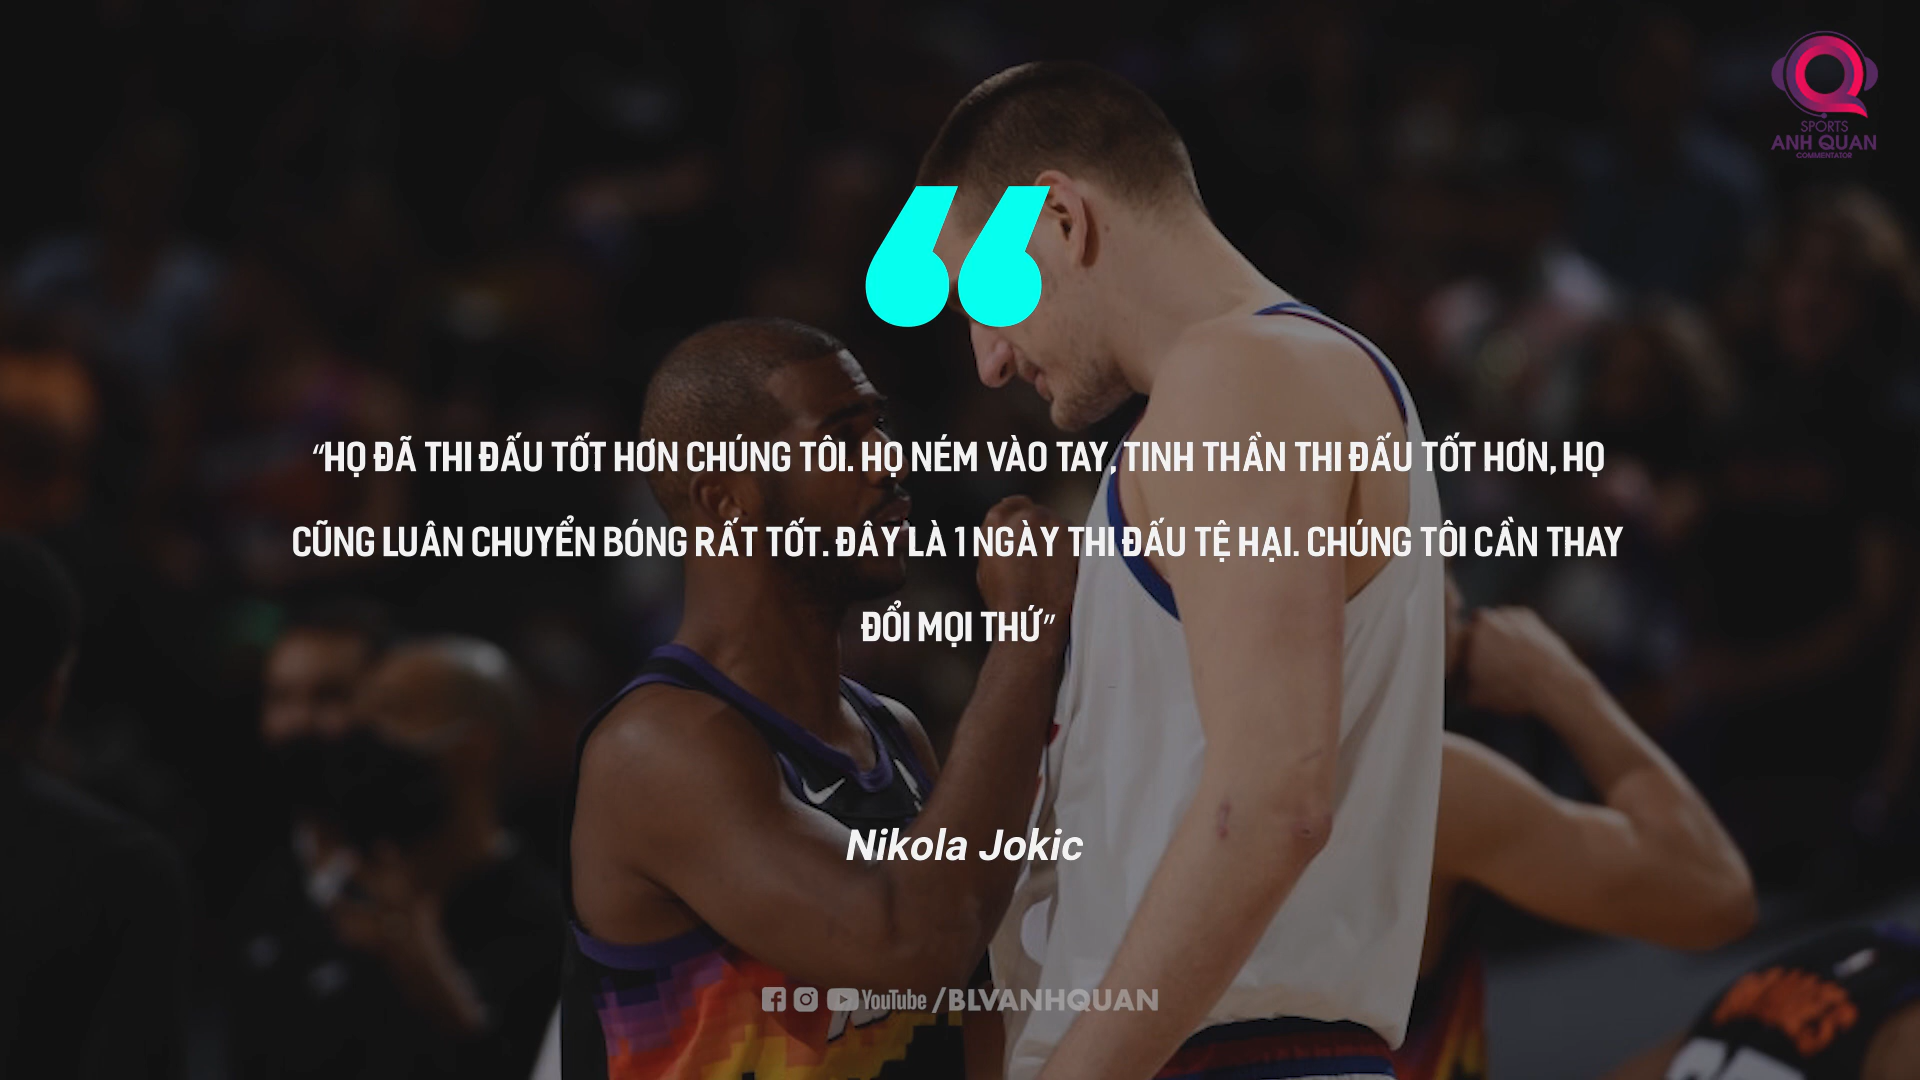 SPORTS
ANH QUAN
COMMENTATOR
“HỌ ĐÃ THI ĐẤU TỐT HƠN CHÚNG TÔI. HỌ NÉM VÀO TAY, TINH THẦN THI ĐẤU TỐT HƠN, HỌ
CŨNG LUÂN CHUYỂN BÓNG RẤT TỐT. ĐÂY LÀ 1 NGÀY THI ĐẤU TỆ HẠI. CHÚNG TÔI CẦN THAY
ĐỔI MỌI THỨ”
Nikola Jokic
YouTube /BLVANHQUAN